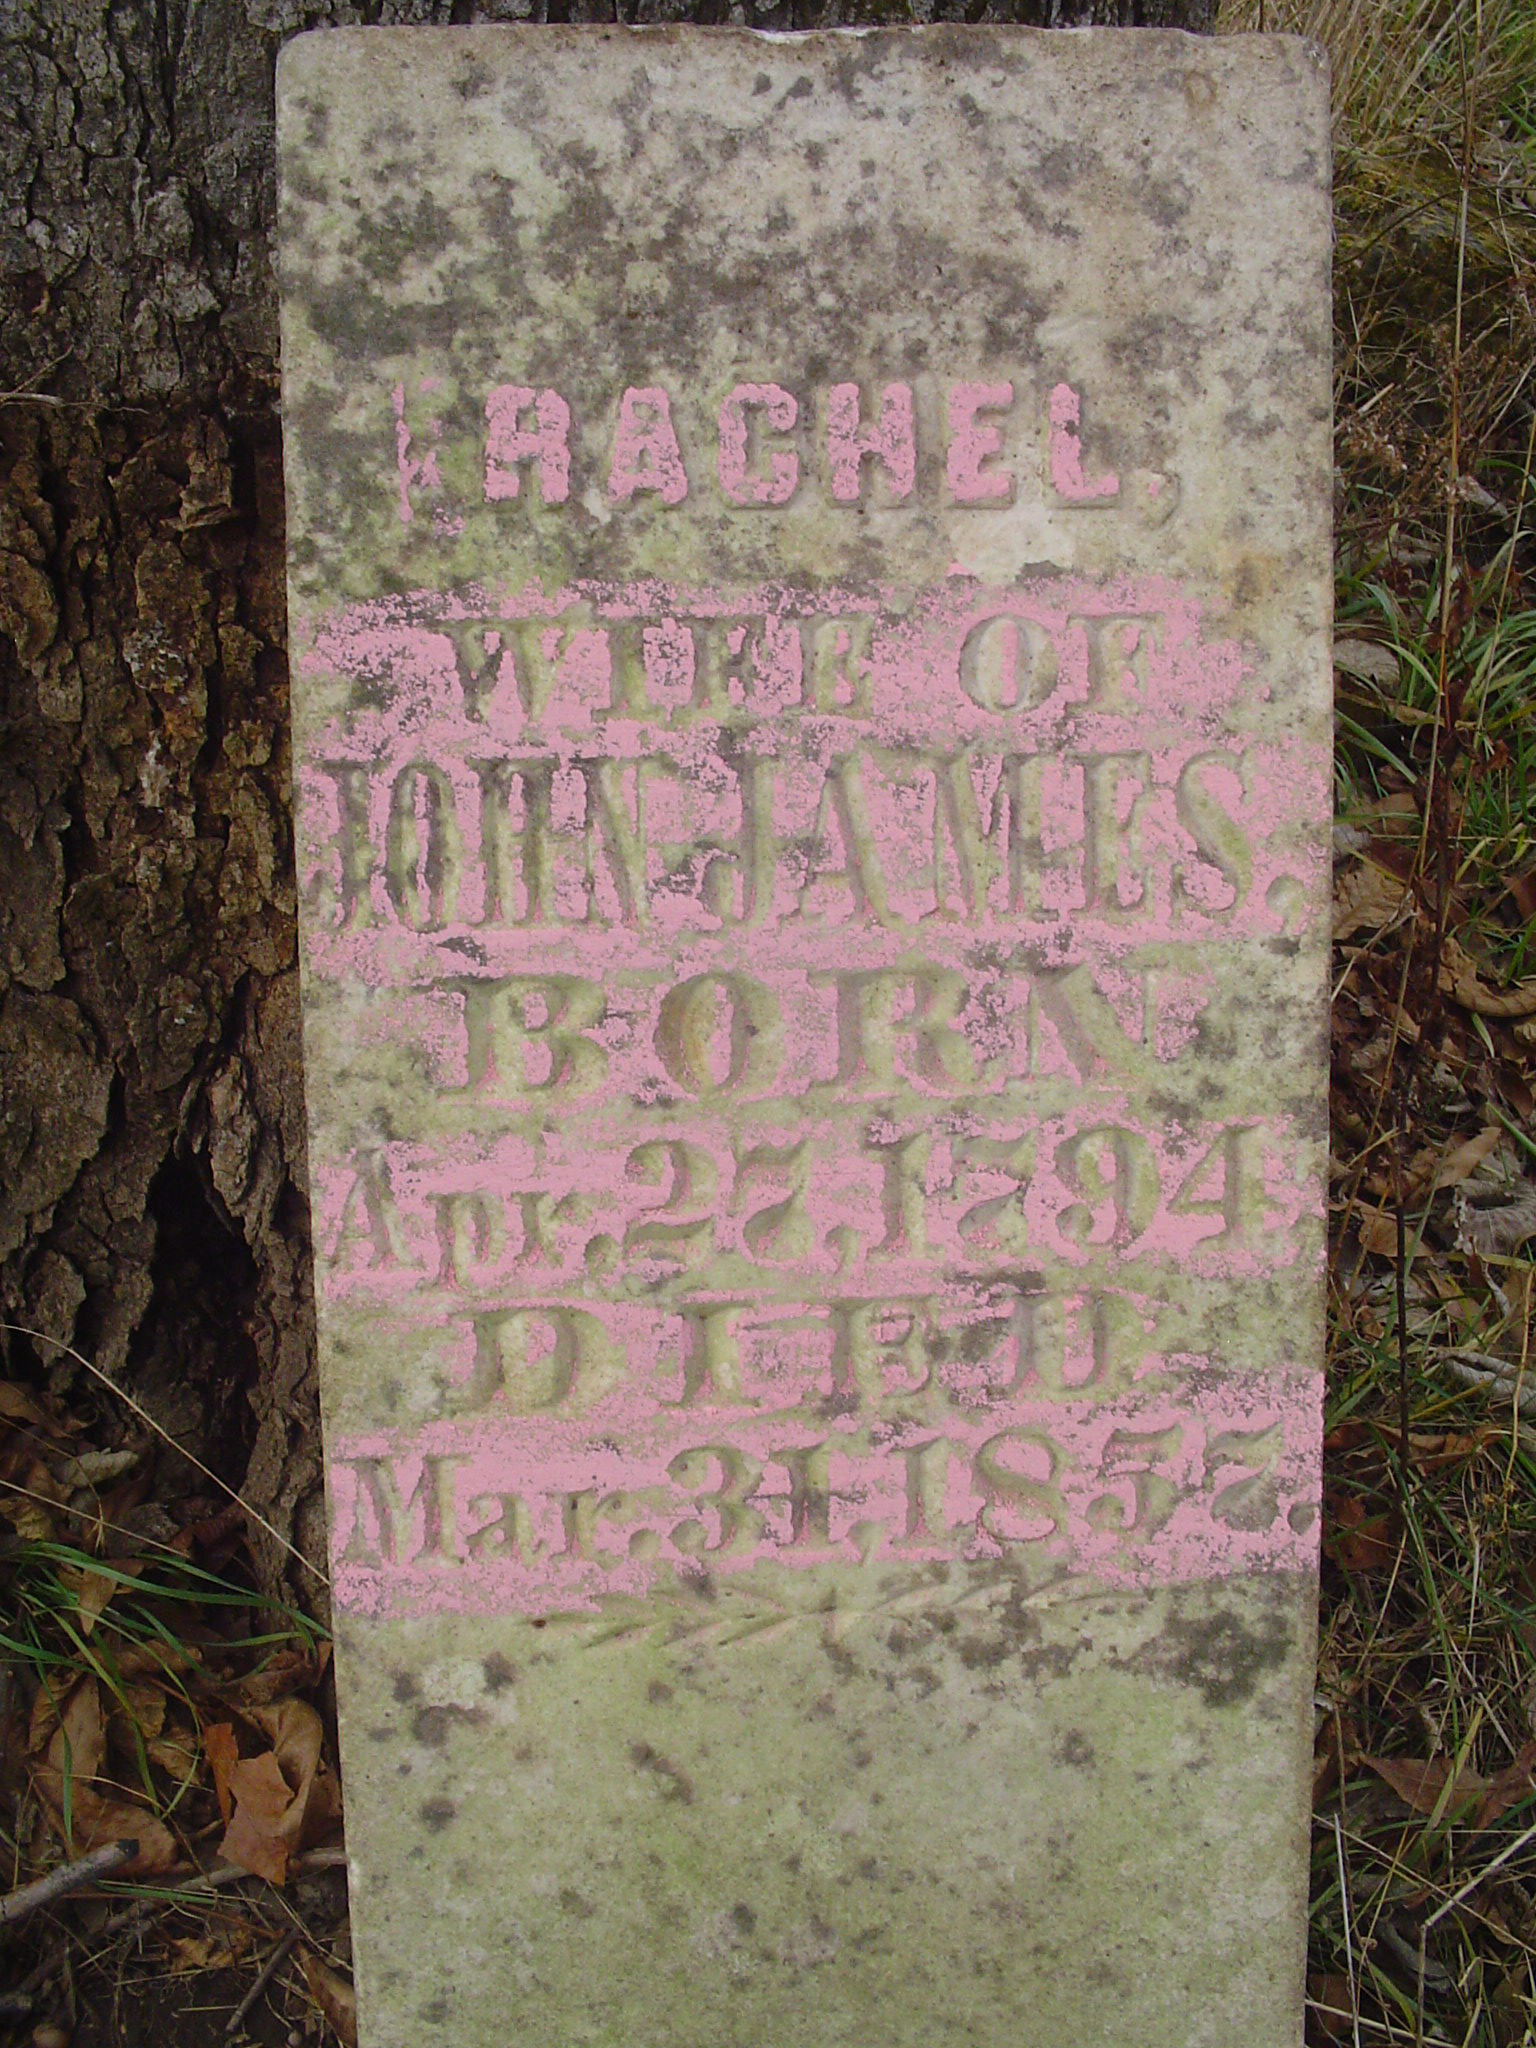 RACHEL,
WIFE OF
JOHN JAMES,
BORN
Apr. 27, 1794
DIED
Mar. 31, 1857.